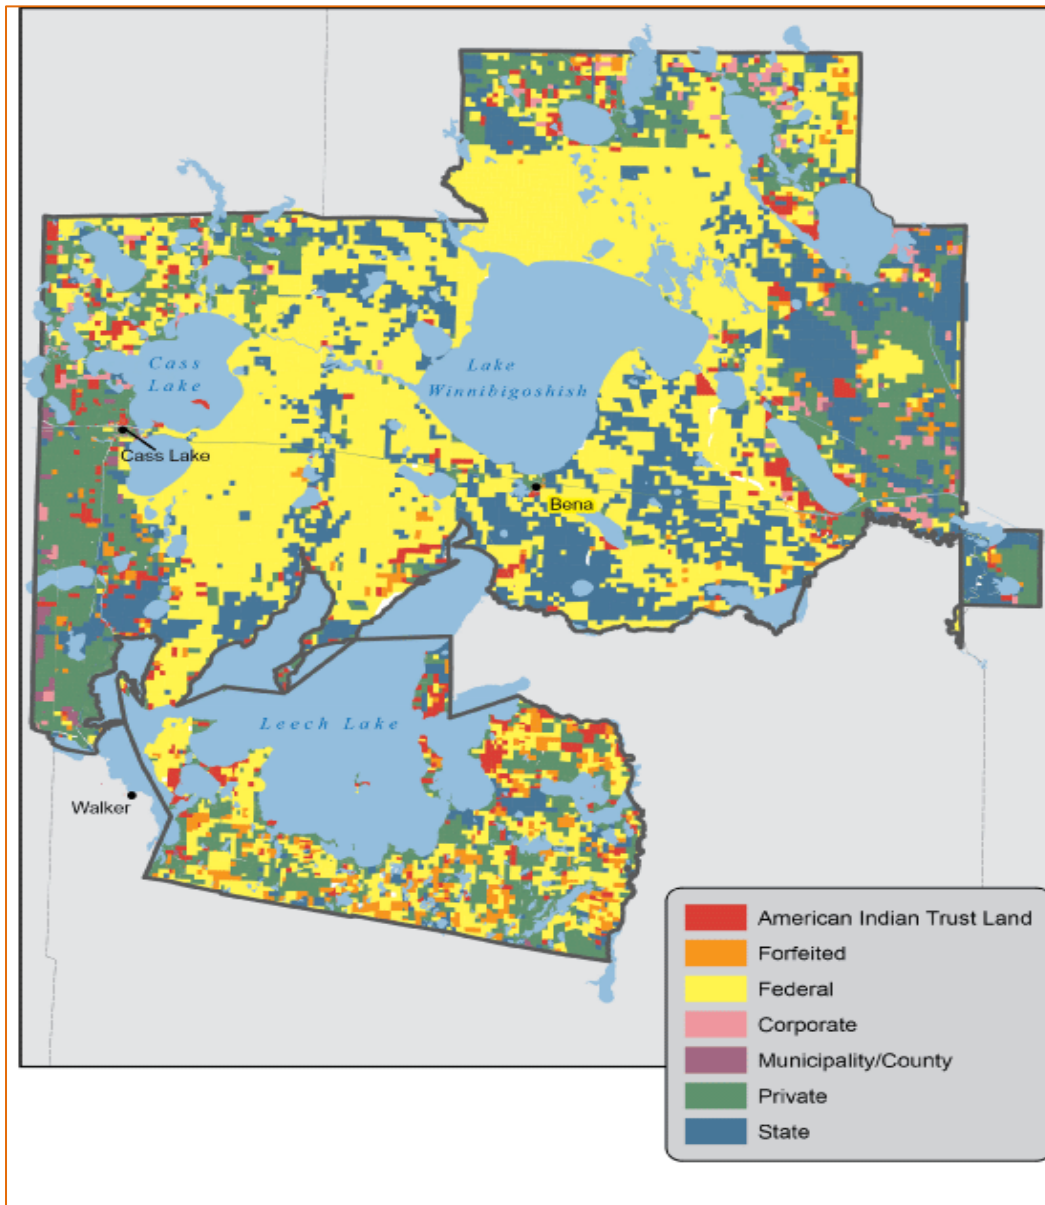 Cass
Lake
Lake
Winnibigoshish
Cass Lake
Bena
Leech Lake
Walker
American Indian Trust Land
Forfeited
Federal
Corporate
Municipality/County
Private
State